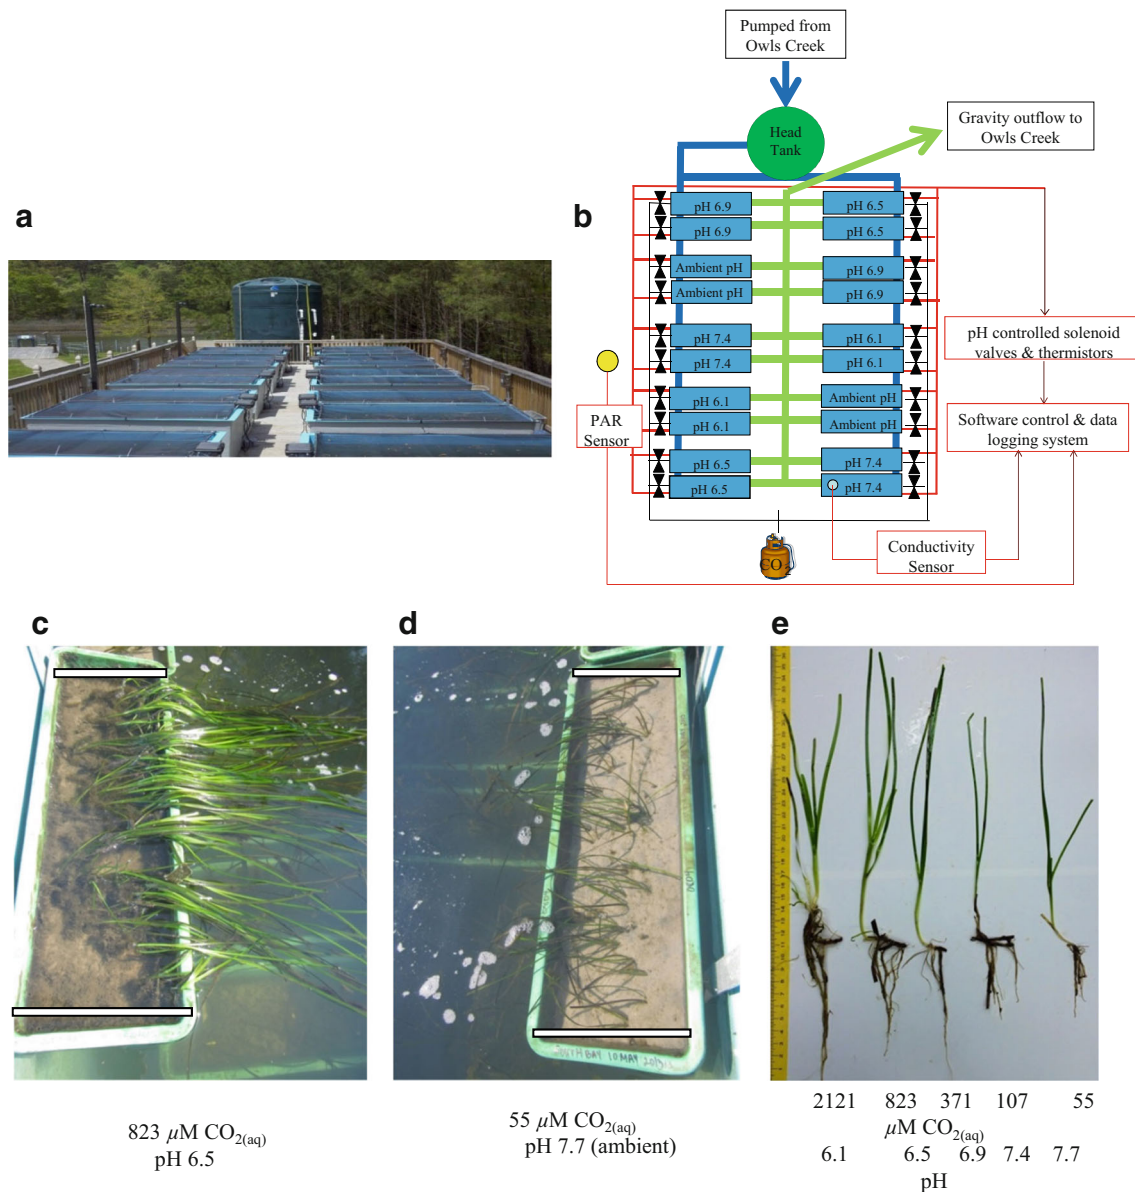 a
b
Pumped from
Owls Creek
Head
Tank
Gravity outflow to
Owls Creek
pH 6.9
pH 6.9
Ambient pH
Ambient pH
pH 7.4
pH 7.4
pH 6.1
pH 6.1
pH 6.5
pH 6.5
pH 6.5
pH 6.5
pH 6.9
pH 6.9
pH 6.1
pH 6.1
Ambient pH
Ambient pH
pH 7.4
pH 7.4
PAR
Sensor
pH controlled solenoid
valves & thermistors
Software control & data
logging system
Conductivity
Sensor
CO2
c
d
e
SOUTH BAY 10 MAY
823 µM CO2(aq)
pH 6.5
55 µM CO2(aq)
pH 7.7 (ambient)
2121 823 371 107 55
µM CO2(aq)
6.1 6.5 6.9 7.4 7.7
pH